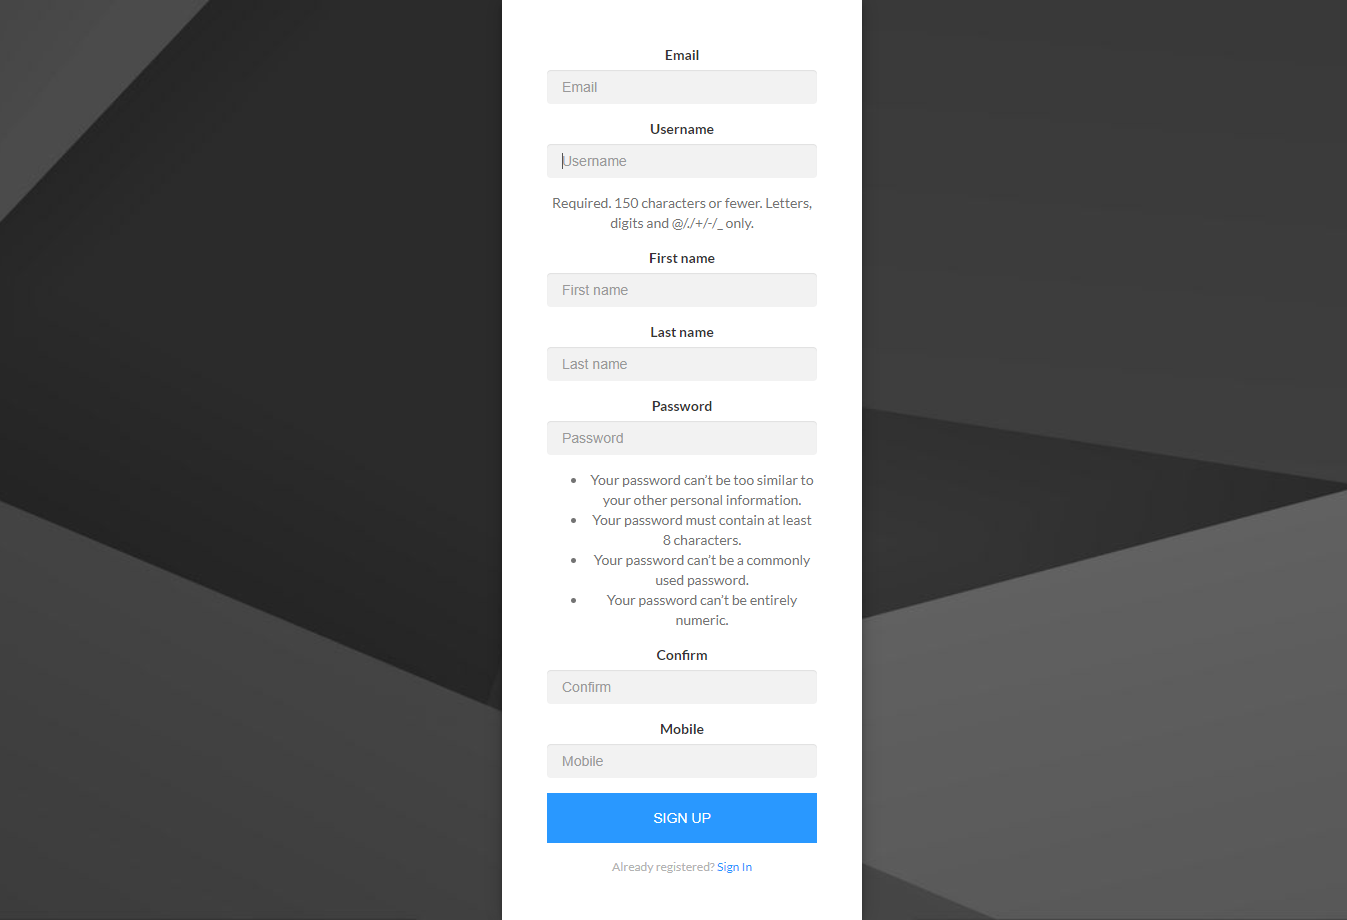 Email
Email
Username
Username
Required. 150 characters or fewer. Letters,
digits and @/./+/-/_ only.
First name
First name
Last name
Last name
Password
Password
• Your password can't be too similar to
your other personal information.
• Your password must contain at least
8 characters.
• Your password can't be a commonly
used password.
• Your password can't be entirely
numeric.
Confirm
Confirm
Mobile
Mobile
SIGN UP
Already registered? Sign In